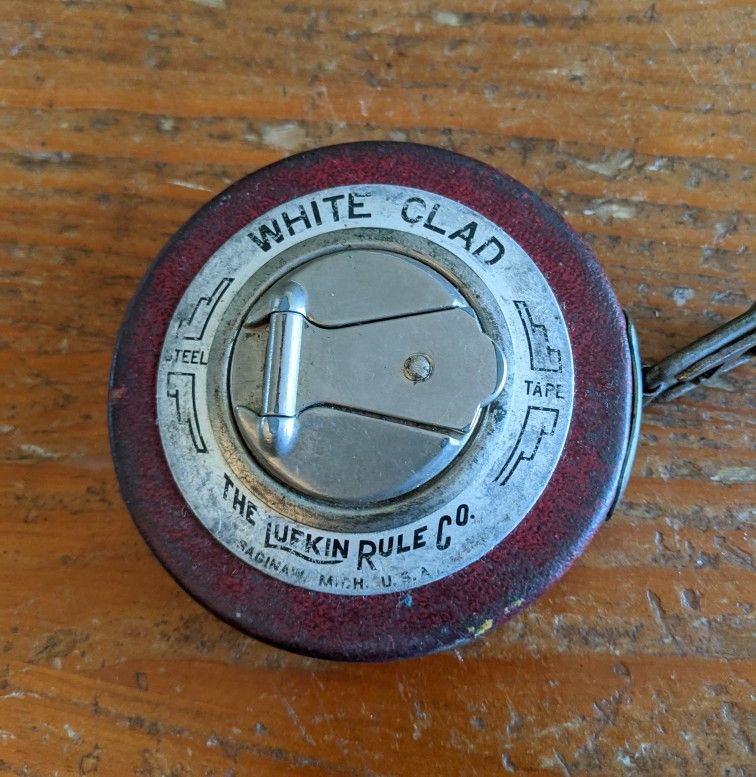 WHITE CLAD
STEEL
TAPE
THE LUFKIN RULE CO.
SAGINAW, MICH. U.S.A.